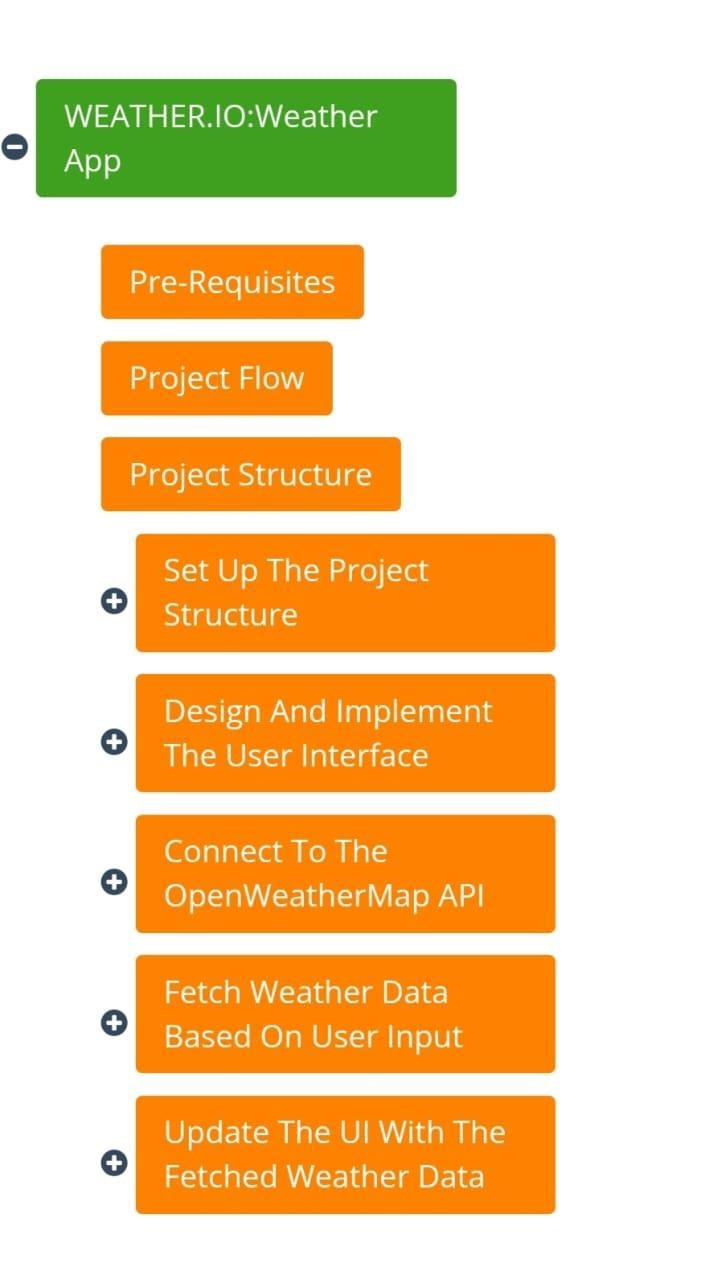 WEATHER.IO:Weather
App
Pre-Requisites
Project Flow
Project Structure
Set Up The Project
Structure
Design And Implement
The User Interface
Connect To The
OpenWeatherMap API
Fetch Weather Data
Based On User Input
Update The UI With The
Fetched Weather Data